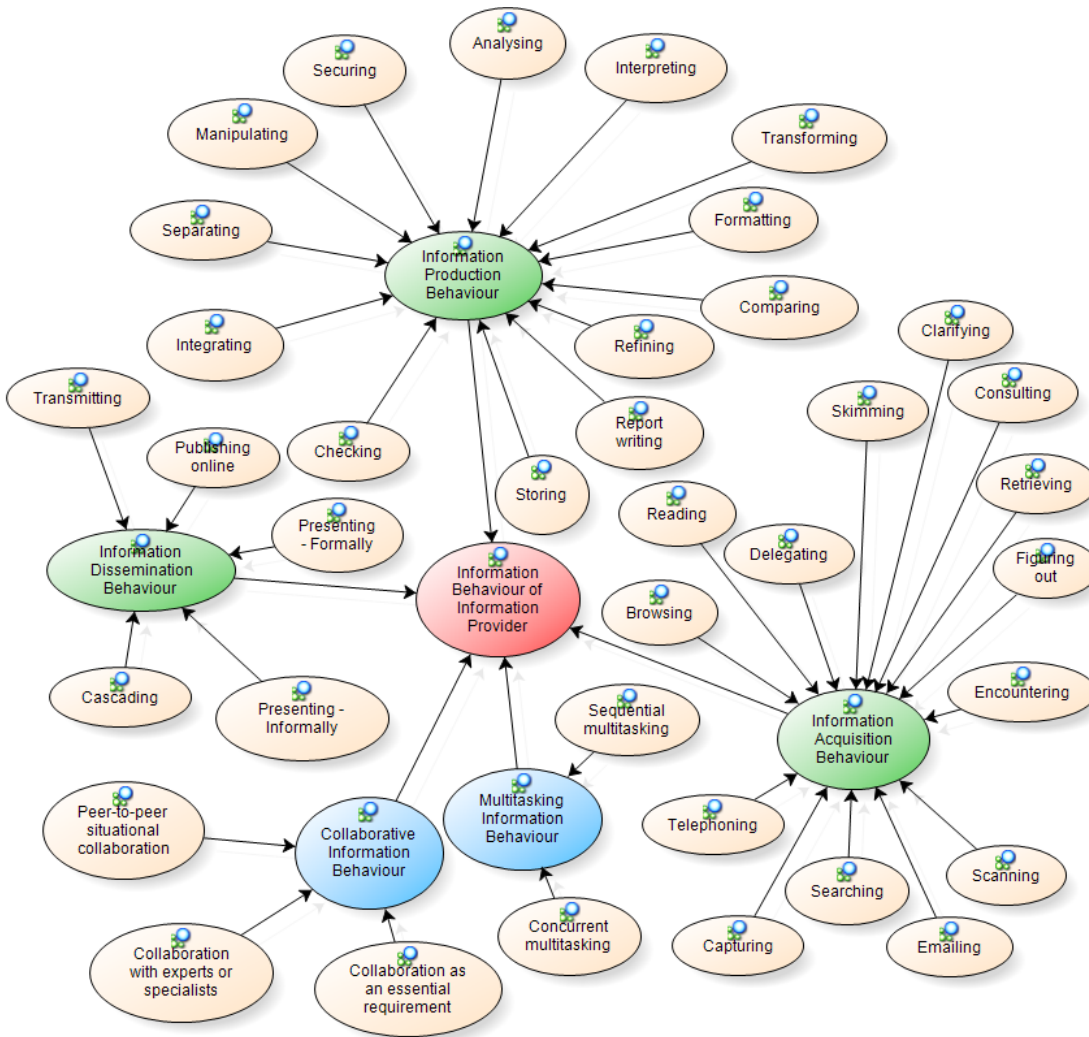 Analysing
Securing
Interpreting
Manipulating
Transforming
Separating
Formatting
Information
Production
Behaviour
Comparing
Integrating
Refining
Clarifying
Transmitting
Skimming
Consulting
Publishing
online
Checking
Report
writing
Storing
Retrieving
Reading
Presenting
- Formally
Delegating
Figuring
out
Information
Dissemination
Behaviour
Information
Behaviour of
Information
Provider
Browsing
Cascading
Presenting -
Informally
Sequential
multitasking
Encountering
Information
Acquisition
Behaviour
Peer-to-peer
situational
collaboration
Collaborative
Information
Behaviour
Multitasking
Information
Behaviour
Telephoning
Scanning
Searching
Capturing
Emailing
Concurrent
multitasking
Collaboration
with experts or
specialists
Collaboration as
an essential
requirement